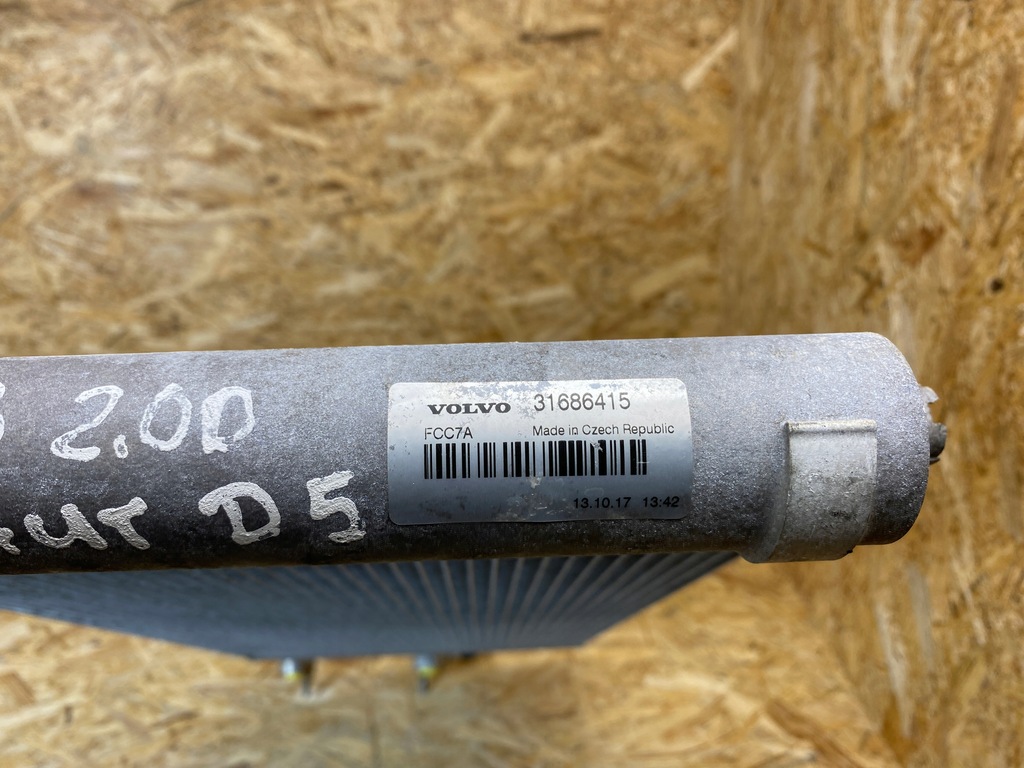 VOLVO 31686415
FCC7A Made in Czech Republic
13.10.17 13:42
2.0D
D5